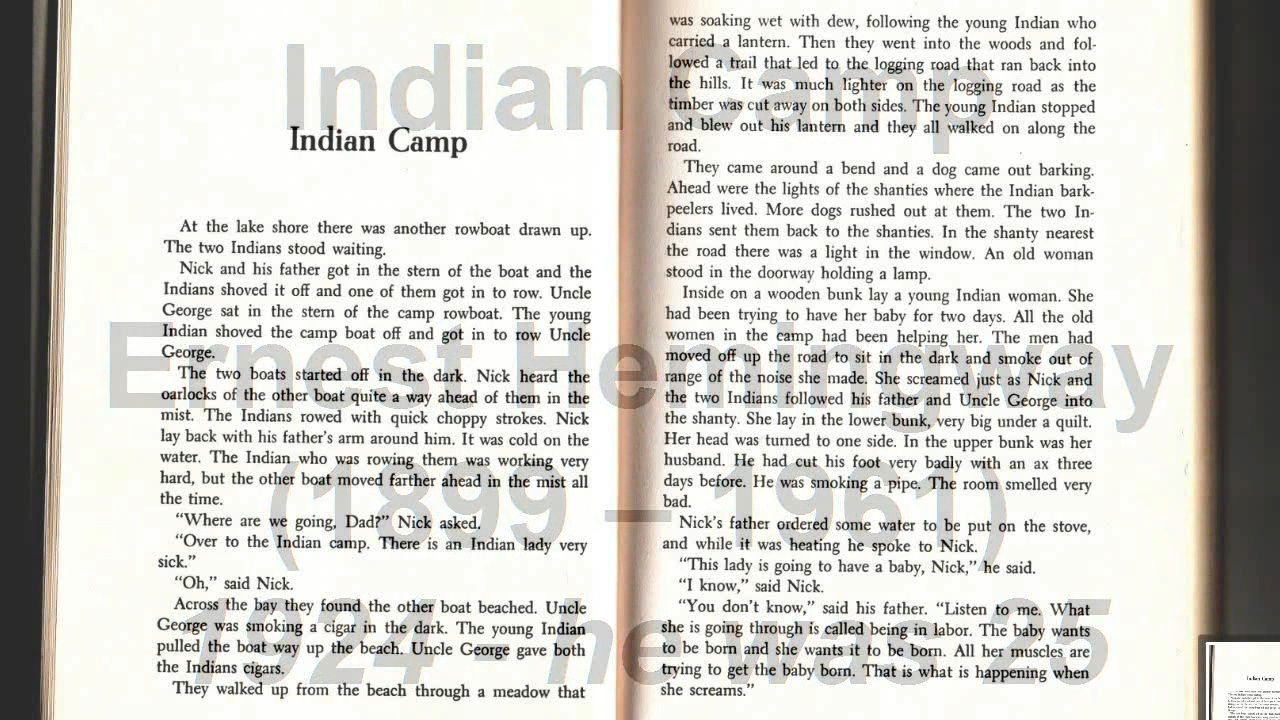 Indian Camp
Ernest Hemingway
(1899 – 1961)
1924 - he was 25
Indian Camp
At the lake shore there was another rowboat drawn up.
The two Indians stood waiting.
Nick and his father got in the stern of the boat and the
Indians shoved it off and one of them got in to row. Uncle
George sat in the stern of the camp rowboat. The young
Indian shoved the camp boat off and got in to row Uncle
George.
The two boats started off in the dark. Nick heard the
oarlocks of the other boat quite a way ahead of them in the
mist. The Indians rowed with quick choppy strokes. Nick
lay back with his father's arm around him. It was cold on the
water. The Indian who was rowing them was working very
hard, but the other boat moved farther ahead in the mist all
the time.
“Where are we going, Dad?” Nick asked.
“Over to the Indian camp. There is an Indian lady very
sick.”
“Oh,” said Nick.
Across the bay they found the other boat beached. Uncle
George was smoking a cigar in the dark. The young Indian
pulled the boat way up the beach. Uncle George gave both
the Indians cigars.
They walked up from the beach through a meadow that
was soaking wet with dew, following the young Indian who
carried a lantern. Then they went into the woods and fol-
lowed a trail that led to the logging road that ran back into
the hills. It was much lighter on the logging road as the
timber was cut away on both sides. The young Indian stopped
and blew out his lantern and they all walked on along the
road.
They came around a bend and a dog came out barking.
Ahead were the lights of the shanties where the Indian bark-
peelers lived. More dogs rushed out at them. The two In-
dians sent them back to the shanties. In the shanty nearest
the road there was a light in the window. An old woman
stood in the doorway holding a lamp.
Inside on a wooden bunk lay a young Indian woman. She
had been trying to have her baby for two days. All the old
women in the camp had been helping her. The men had
moved off up the road to sit in the dark and smoke out of
range of the noise she made. She screamed just as Nick and
the two Indians followed his father and Uncle George into
the shanty. She lay in the lower bunk, very big under a quilt.
Her head was turned to one side. In the upper bunk was her
husband. He had cut his foot very badly with an ax three
days before. He was smoking a pipe. The room smelled very
bad.
Nick's father ordered some water to be put on the stove,
and while it was heating he spoke to Nick.
“This lady is going to have a baby, Nick,” he said.
“I know,” said Nick.
“You don't know,” said his father. “Listen to me. What
she is going through is called being in labor. The baby wants
to be born and she wants it to be born. All her muscles are
trying to get the baby born. That is what is happening when
she screams.”
Indian Camp